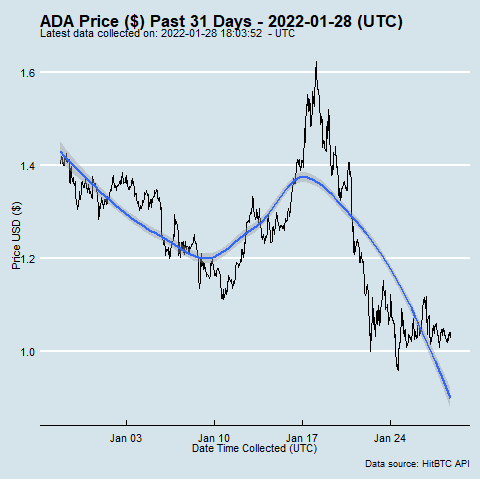 ADA Price ($) Past 31 Days - 2022-01-28 (UTC)
Latest data collected on: 2022-01-28 18:03:52 - UTC
1.6
1.4
1.2
1.0
Price USD ($)
Jan 03 Jan 10 Jan 17 Jan 24
Date Time Collected (UTC)
Data source: HitBTC API